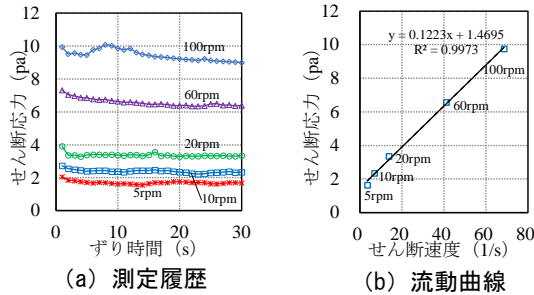 12
10
8
6
4
2
0
せん断応力 (pa)
100rpm
60rpm
20rpm
5rpm
10rpm
0
10
20
30
ずり時間 (s)
(a) 測定履歴
12
10
8
6
4
2
0
せん断応力 (pa)
y = 0.1223x + 1.4695
R² = 0.9973
100rpm
60rpm
20rpm
10rpm
5rpm
0
20
40
60
80
せん断速度 (1/s)
(b) 流動曲線